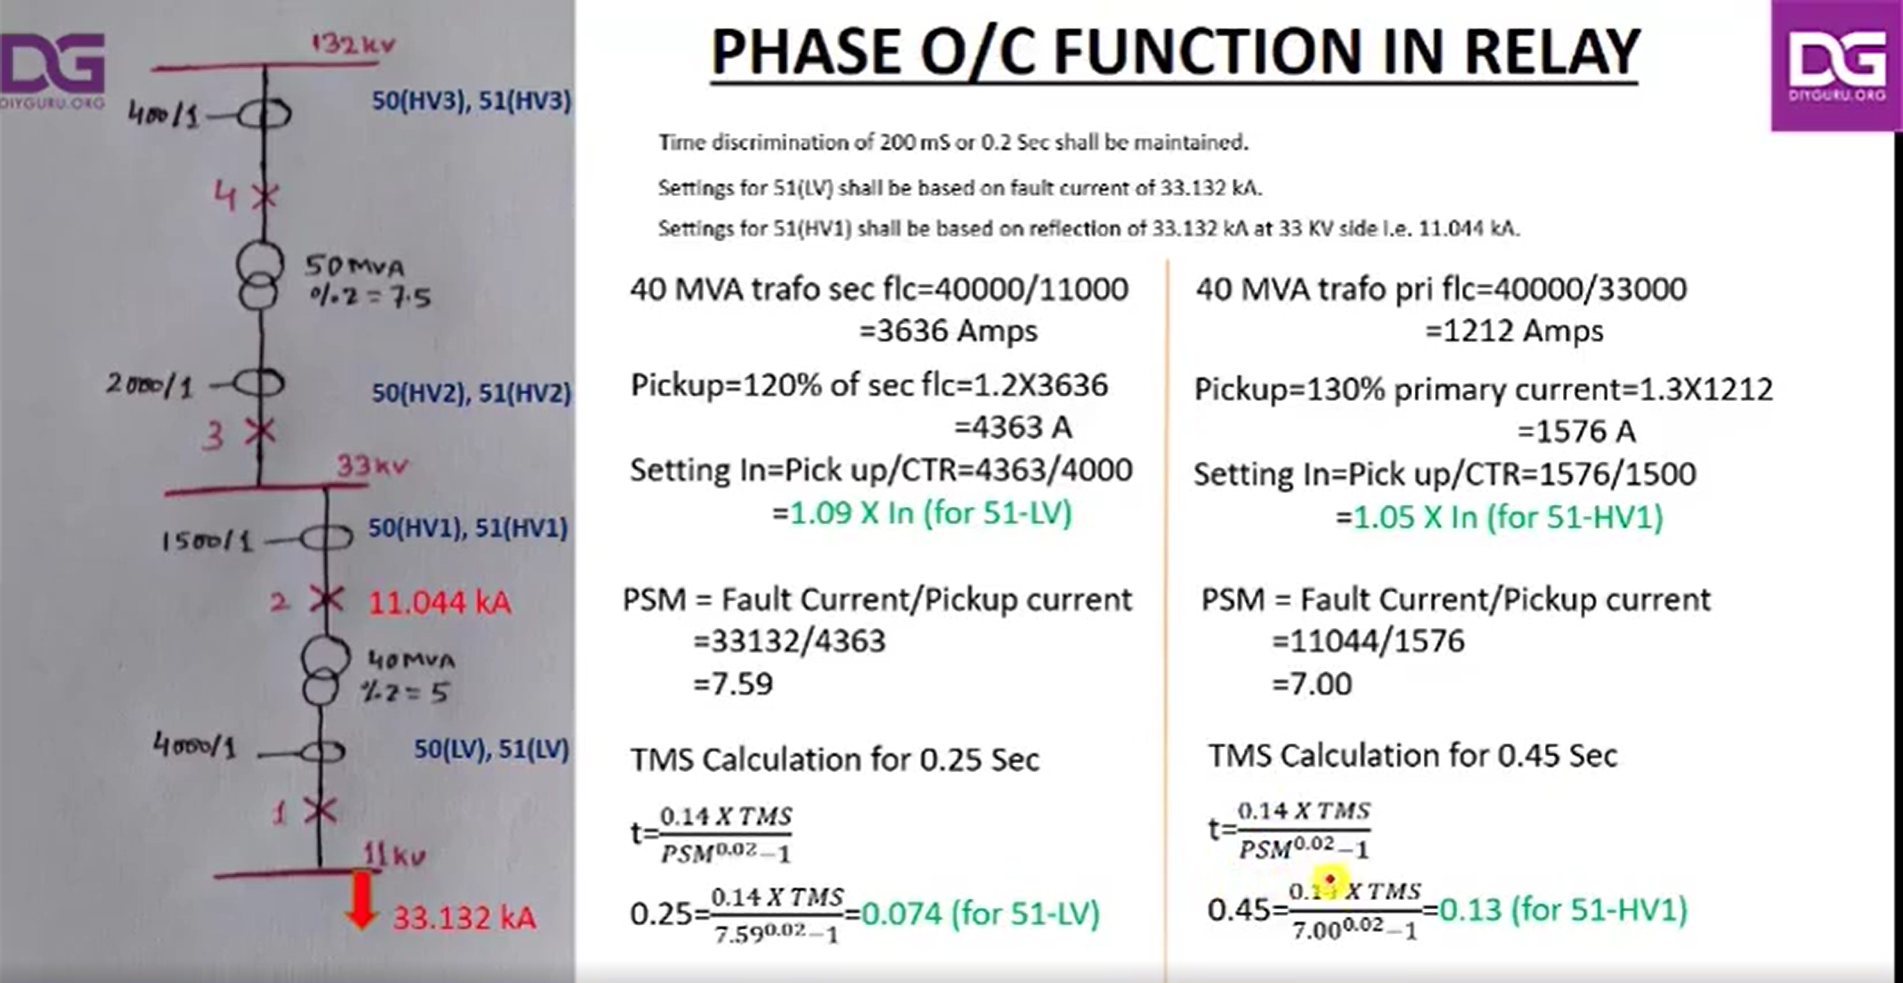 DG
DIYGURU.ORG
132kv
400/1
50(HV3), 51(HV3)
4
50 MVA
%z = 7.5
2000/1
50(HV2), 51(HV2)
3
33kv
1500/1
50(HV1), 51(HV1)
2
11.044 kA
40MVA
%z = 5
4000/1
50(LV), 51(LV)
1
11kv
33.132 kA
PHASE O/C FUNCTION IN RELAY
DG
DIYGURU.ORG
Time discrimination of 200 mS or 0.2 Sec shall be maintained.
Settings for 51(LV) shall be based on fault current of 33.132 kA.
Settings for 51(HV1) shall be based on reflection of 33.132 kA at 33 KV side i.e. 11.044 kA.
40 MVA trafo sec flc=40000/11000
=3636 Amps
Pickup=120% of sec flc=1.2X3636
=4363 A
Setting In=Pick up/CTR=4363/4000
=1.09 X In (for 51-LV)
PSM = Fault Current/Pickup current
=33132/4363
=7.59
TMS Calculation for 0.25 Sec
t=0.14 X TMS/PSM^0.02−1
0.25=0.14 X TMS/7.59^0.02−1=0.074 (for 51-LV)
40 MVA trafo pri flc=40000/33000
=1212 Amps
Pickup=130% primary current=1.3X1212
=1576 A
Setting In=Pick up/CTR=1576/1500
=1.05 X In (for 51-HV1)
PSM = Fault Current/Pickup current
=11044/1576
=7.00
TMS Calculation for 0.45 Sec
t=0.14 X TMS/PSM^0.02−1
0.45=0.14 X TMS/7.00^0.02−1=0.13 (for 51-HV1)